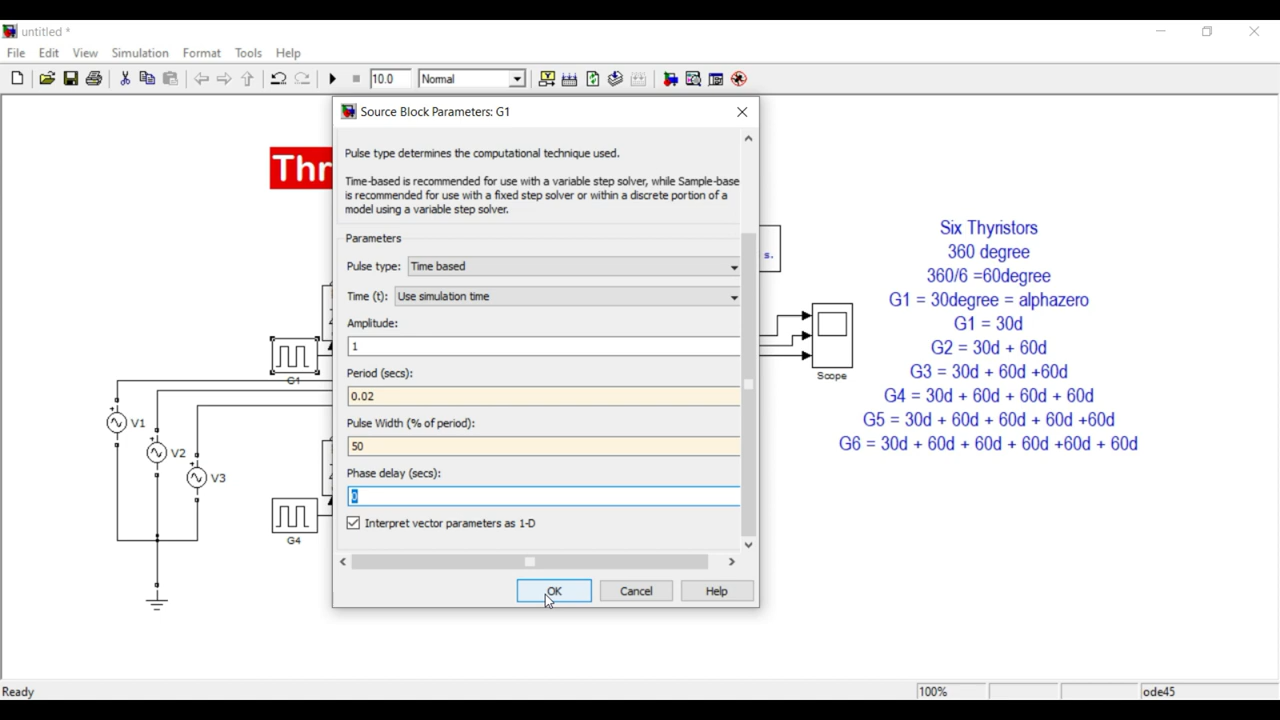 untitled *
File Edit View Simulation Format Tools Help
10.0 Normal
Source Block Parameters: G1
Pulse type determines the computational technique used.
Time-based is recommended for use with a variable step solver, while Sample-base
is recommended for use with a fixed step solver or within a discrete portion of a
model using a variable step solver.
Parameters
Pulse type: Time based
Time (t): Use simulation time
Amplitude:
1
Period (secs):
0.02
Pulse Width (% of period):
50
Phase delay (secs):
0
Interpret vector parameters as 1-D
OK Cancel Help
Thr
G1
V1
V2
V3
G4
s.
Scope
Six Thyristors
360 degree
360/6 =60degree
G1 = 30degree = alphazero
G1 = 30d
G2 = 30d + 60d
G3 = 30d + 60d +60d
G4 = 30d + 60d + 60d + 60d
G5 = 30d + 60d + 60d + 60d +60d
G6 = 30d + 60d + 60d + 60d +60d + 60d
Ready 100% ode45